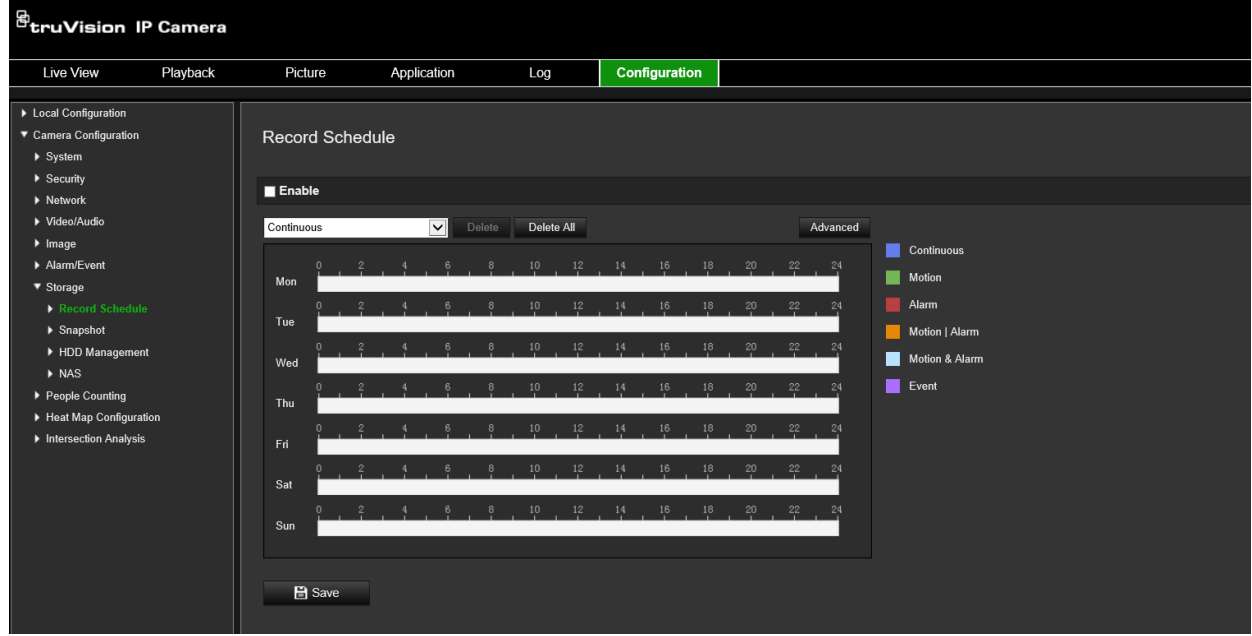 truVision IP Camera
Live View Playback Picture Application Log Configuration
Local Configuration
Camera Configuration
System
Security
Network
Video/Audio
Image
Alarm/Event
Storage
Record Schedule
Snapshot
HDD Management
NAS
People Counting
Heat Map Configuration
Intersection Analysis
Record Schedule
Enable
Continuous Delete Delete All Advanced
0 2 4 6 8 10 12 14 16 18 20 22 24
Mon
0 2 4 6 8 10 12 14 16 18 20 22 24
Tue
0 2 4 6 8 10 12 14 16 18 20 22 24
Wed
0 2 4 6 8 10 12 14 16 18 20 22 24
Thu
0 2 4 6 8 10 12 14 16 18 20 22 24
Fri
0 2 4 6 8 10 12 14 16 18 20 22 24
Sat
0 2 4 6 8 10 12 14 16 18 20 22 24
Sun
Continuous
Motion
Alarm
Motion | Alarm
Motion & Alarm
Event
Save